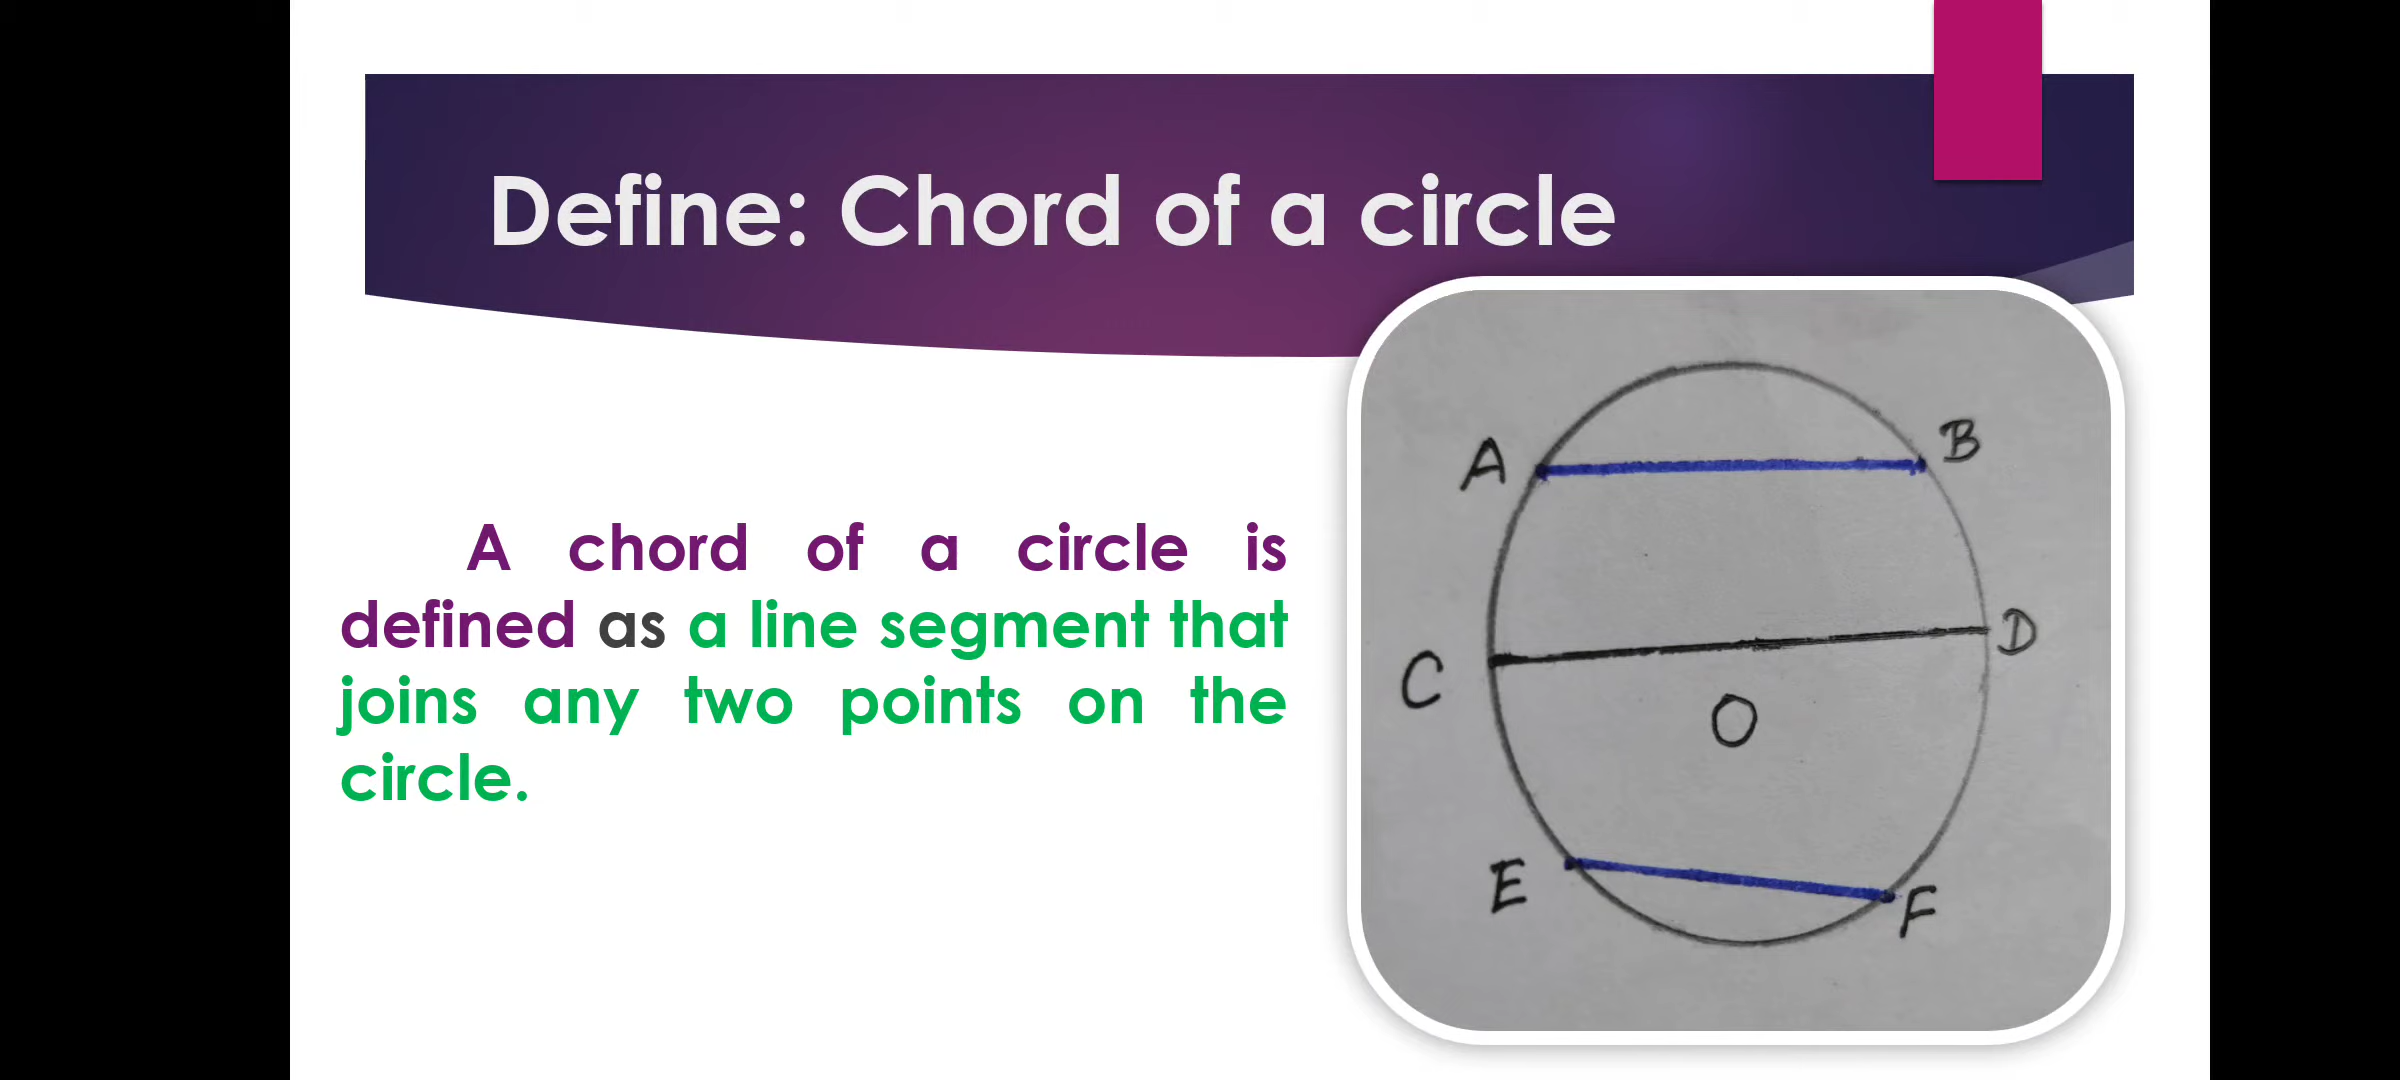 Define: Chord of a circle
A chord of a circle is
defined as a line segment that
joins any two points on the
circle.
A
B
C
D
O
E
F